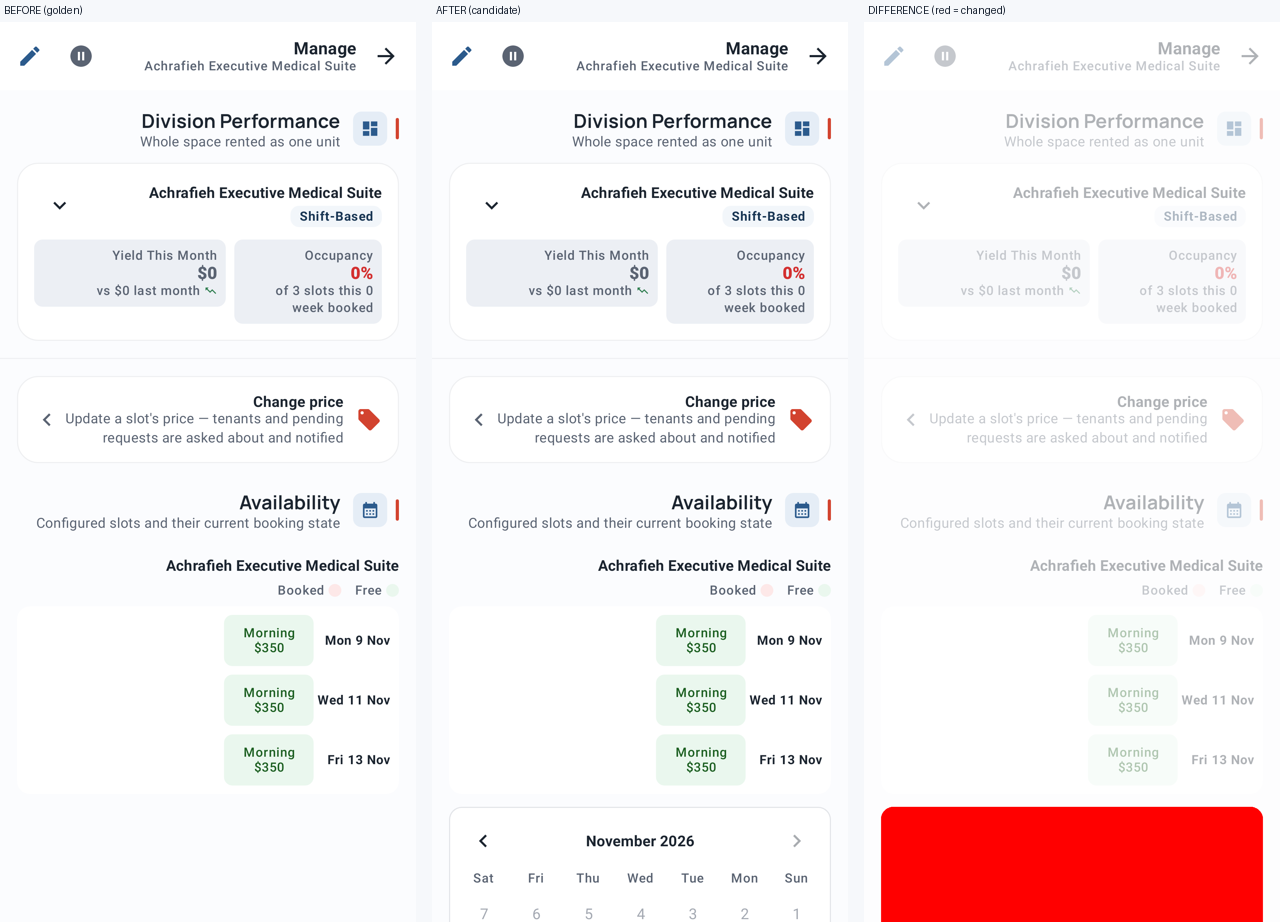 BEFORE (golden)
Manage
Achrafieh Executive Medical Suite
Division Performance
Whole space rented as one unit
Achrafieh Executive Medical Suite
Shift-Based
Yield This Month
$0
vs $0 last month
Occupancy
0%
of 3 slots this 0
week booked
Change price
Update a slot's price — tenants and pending
requests are asked about and notified
Availability
Configured slots and their current booking state
Achrafieh Executive Medical Suite
Booked Free
Morning
$350
Mon 9 Nov
Morning
$350
Wed 11 Nov
Morning
$350
Fri 13 Nov
AFTER (candidate)
Manage
Achrafieh Executive Medical Suite
Division Performance
Whole space rented as one unit
Achrafieh Executive Medical Suite
Shift-Based
Yield This Month
$0
vs $0 last month
Occupancy
0%
of 3 slots this 0
week booked
Change price
Update a slot's price — tenants and pending
requests are asked about and notified
Availability
Configured slots and their current booking state
Achrafieh Executive Medical Suite
Booked Free
Morning
$350
Mon 9 Nov
Morning
$350
Wed 11 Nov
Morning
$350
Fri 13 Nov
November 2026
Sat Fri Thu Wed Tue Mon Sun
7 6 5 4 3 2 1
DIFFERENCE (red = changed)
Manage
Achrafieh Executive Medical Suite
Division Performance
Whole space rented as one unit
Achrafieh Executive Medical Suite
Shift-Based
Yield This Month
$0
vs $0 last month
Occupancy
0%
of 3 slots this 0
week booked
Change price
Update a slot's price — tenants and pending
requests are asked about and notified
Availability
Configured slots and their current booking state
Achrafieh Executive Medical Suite
Booked Free
Morning
$350
Mon 9 Nov
Morning
$350
Wed 11 Nov
Morning
$350
Fri 13 Nov